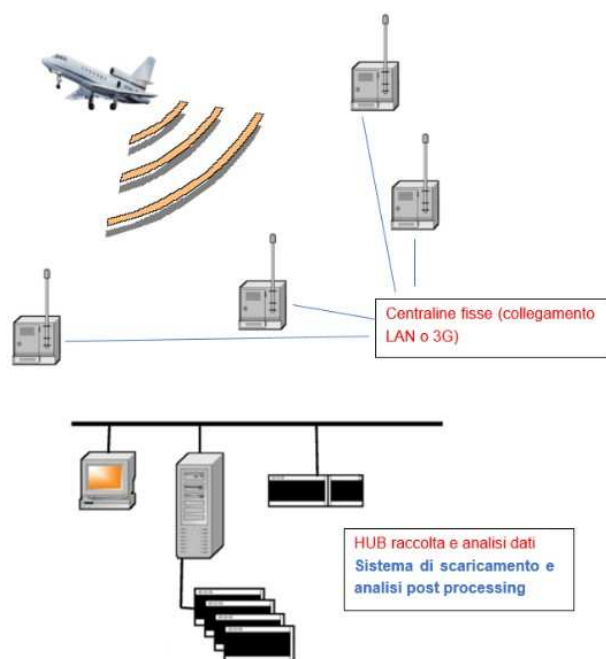 Centraline fisse (collegamento
LAN o 3G)
HUB raccolta e analisi dati
Sistema di scaricamento e
analisi post processing